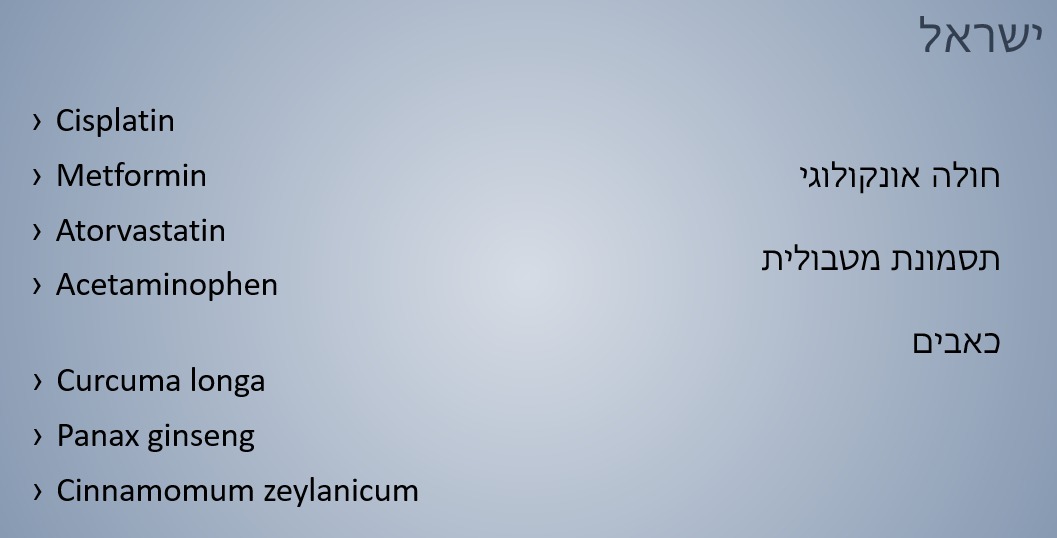 ישראל
› Cisplatin
› Metformin
› Atorvastatin
› Acetaminophen
› Curcuma longa
› Panax ginseng
› Cinnamomum zeylanicum
חולה אונקולוגי
תסמונת מטבולית
כאבים